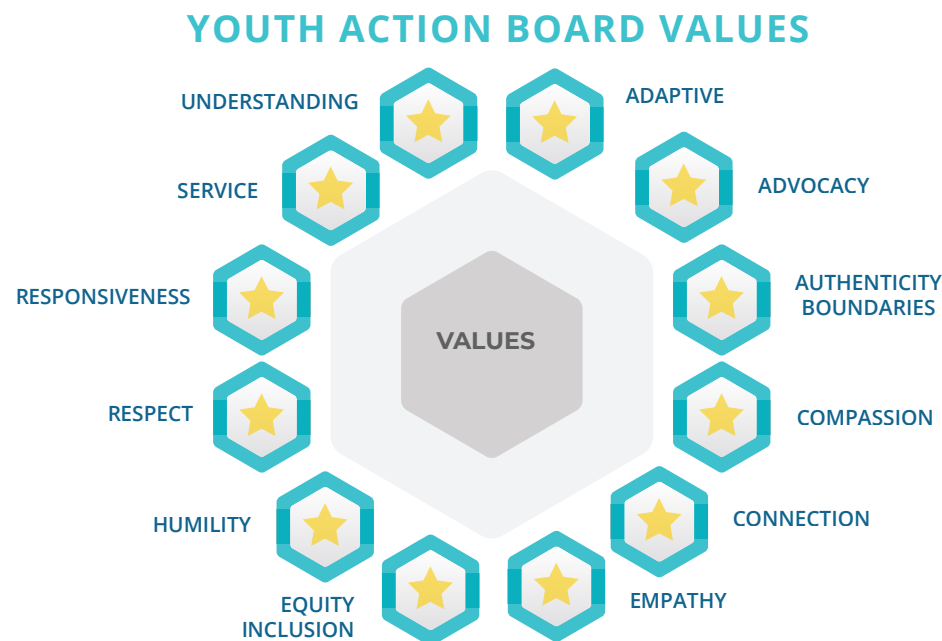 YOUTH ACTION BOARD VALUES
UNDERSTANDING
ADAPTIVE
SERVICE
ADVOCACY
RESPONSIVENESS
AUTHENTICITY
BOUNDARIES
VALUES
RESPECT
COMPASSION
HUMILITY
CONNECTION
EQUITY
INCLUSION
EMPATHY